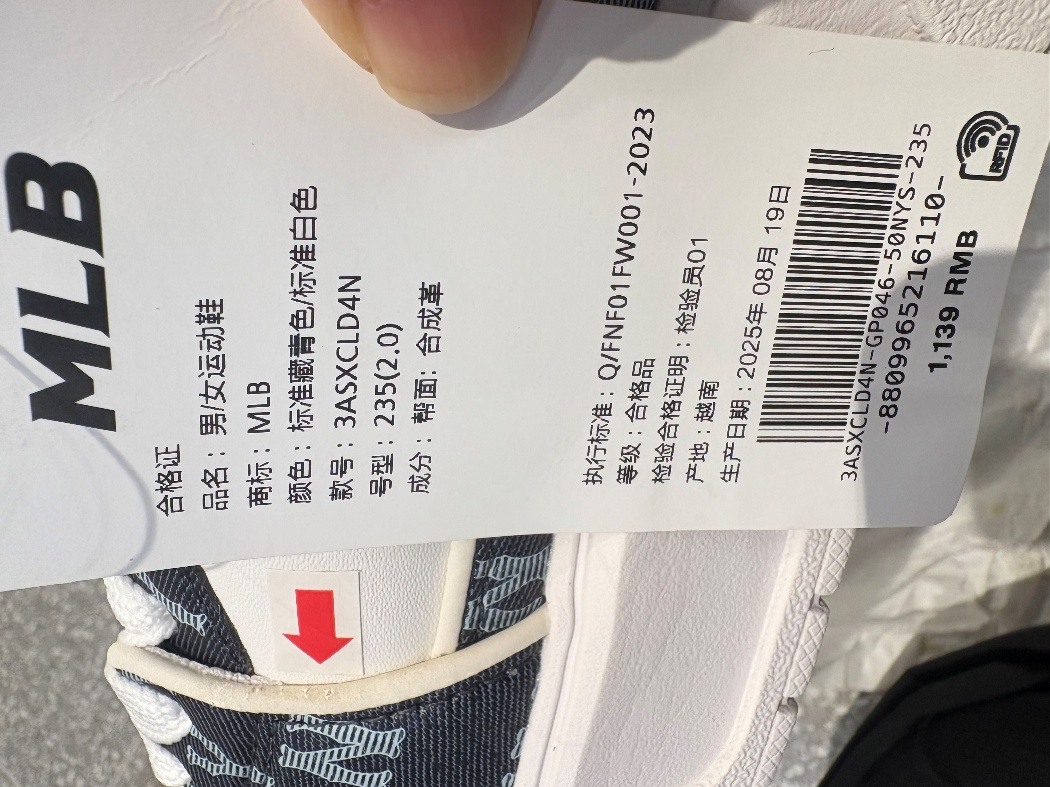 MLB
合格证
品名：男/女运动鞋
商标：MLB
颜色：标准藏青色/标准白色
款号：3ASXCLD4N
号型：235(2.0)
成分：帮面：合成革
执行标准：Q/FNF01FW001-2023
等级：合格品
检验合格证明：检验员01
产地：越南
生产日期：2025年 08月 19日
3ASXCLD4N-GP046-50NYS-235
-8809965216110-
1,139 RMB
RFID